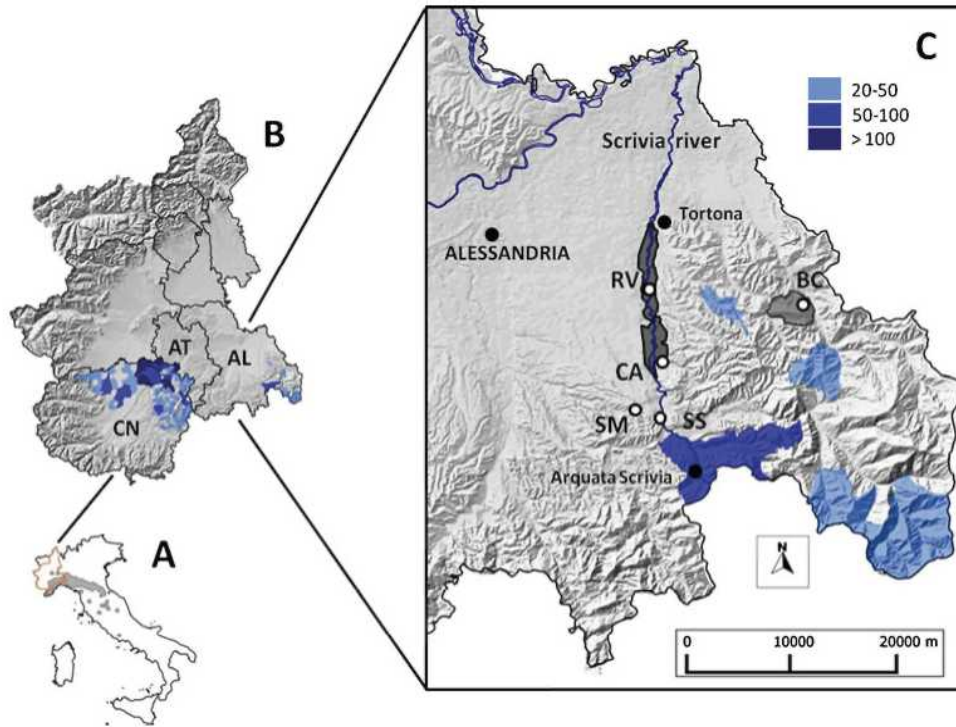 A
B
AT
AL
CN
C
20-50
50-100
> 100
Scrivia river
Tortona
ALESSANDRIA
RV
BC
CA
SM
SS
Arquata Scrivia
N
0
10000
20000 m